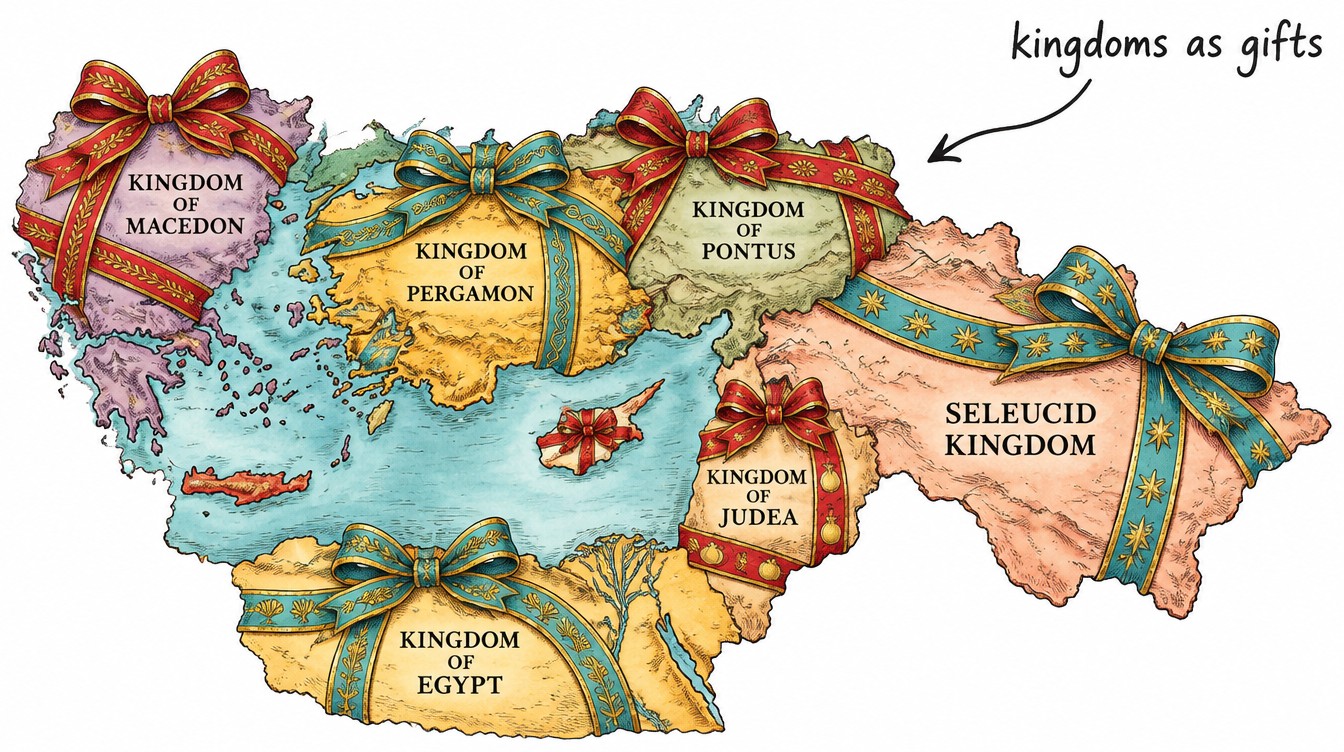 kingdoms as gifts
KINGDOM
OF
MACEDON
KINGDOM
OF
PERGAMON
KINGDOM
OF
PONTUS
SELEUCID
KINGDOM
KINGDOM
OF
JUDEA
KINGDOM
OF
EGYPT